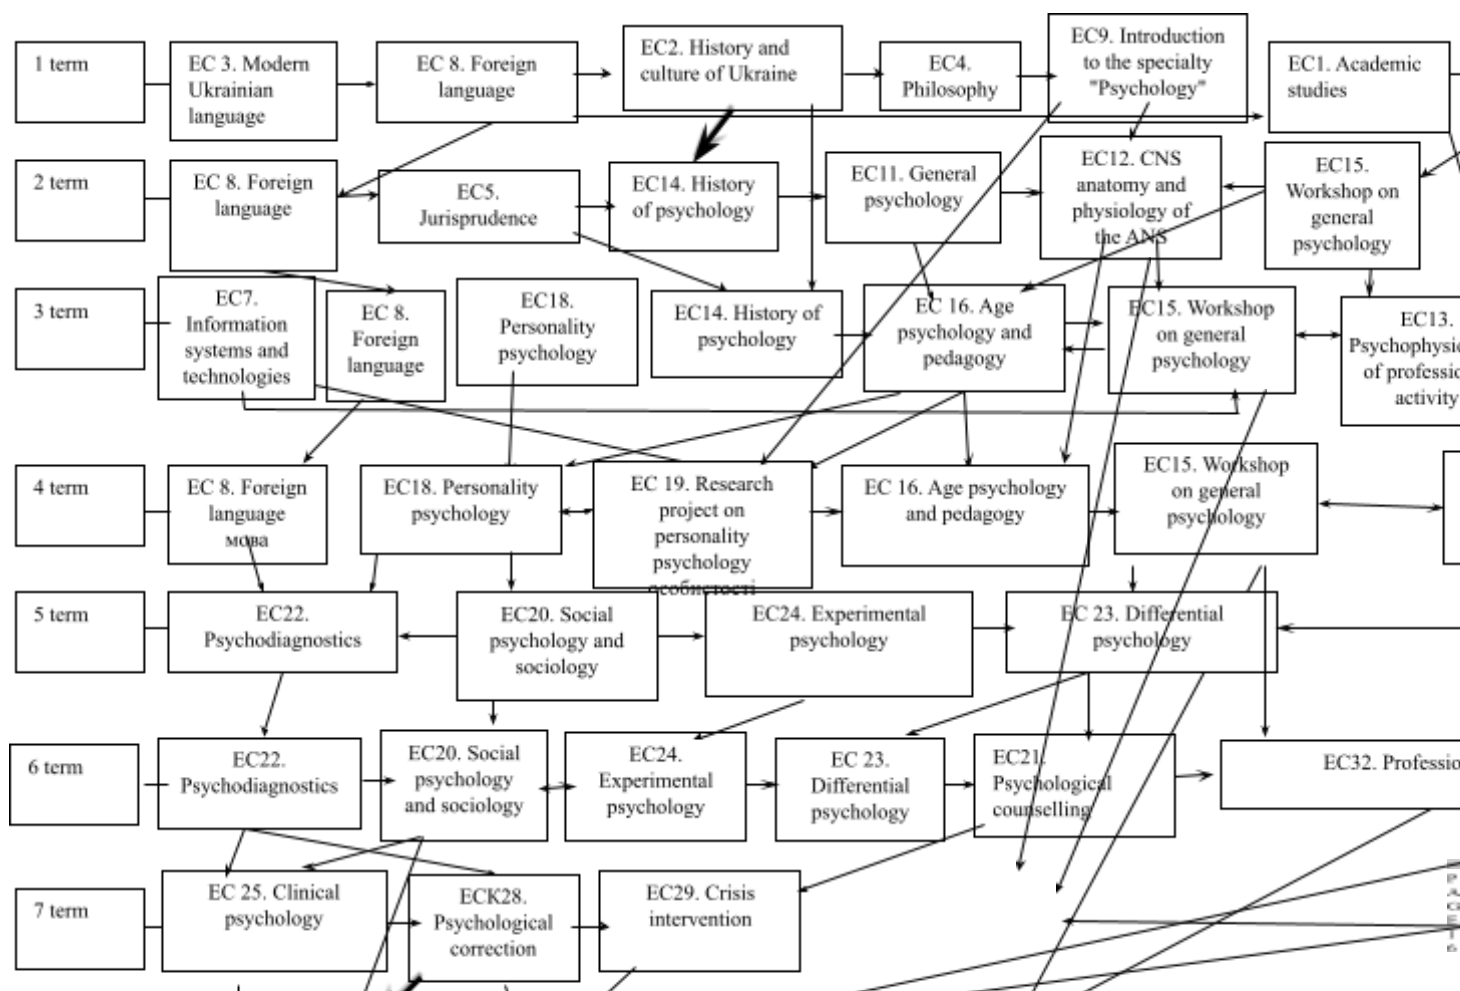 1 term
EC 3. Modern
Ukrainian
language
EC 8. Foreign
language
EC2. History and
culture of Ukraine
EC4.
Philosophy
EC9. Introduction
to the specialty
"Psychology"
EC1. Academic
studies
2 term
EC 8. Foreign
language
EC5.
Jurisprudence
EC14. History
of psychology
EC11. General
psychology
EC12. CNS
anatomy and
physiology of
the ANS
EC15.
Workshop on
general
psychology
3 term
EC7.
Information
systems and
technologies
EC 8.
Foreign
language
EC18.
Personality
psychology
EC14. History of
psychology
EC 16. Age
psychology and
pedagogy
EC15. Workshop
on general
psychology
EC13.
Psychophysic
of professio
activity
4 term
EC 8. Foreign
language
мова
EC18. Personality
psychology
EC 19. Research
project on
personality
psychology
особистості
EC 16. Age psychology
and pedagogy
EC15. Workshop
on general
psychology
5 term
EC22.
Psychodiagnostics
EC20. Social
psychology and
sociology
EC24. Experimental
psychology
EC 23. Differential
psychology
6 term
EC22.
Psychodiagnostics
EC20. Social
psychology
and sociology
EC24.
Experimental
psychology
EC 23.
Differential
psychology
EC21.
Psychological
counselling
EC32. Professio
7 term
EC 25. Clinical
psychology
ECK28.
Psychological
correction
EC29. Crisis
intervention